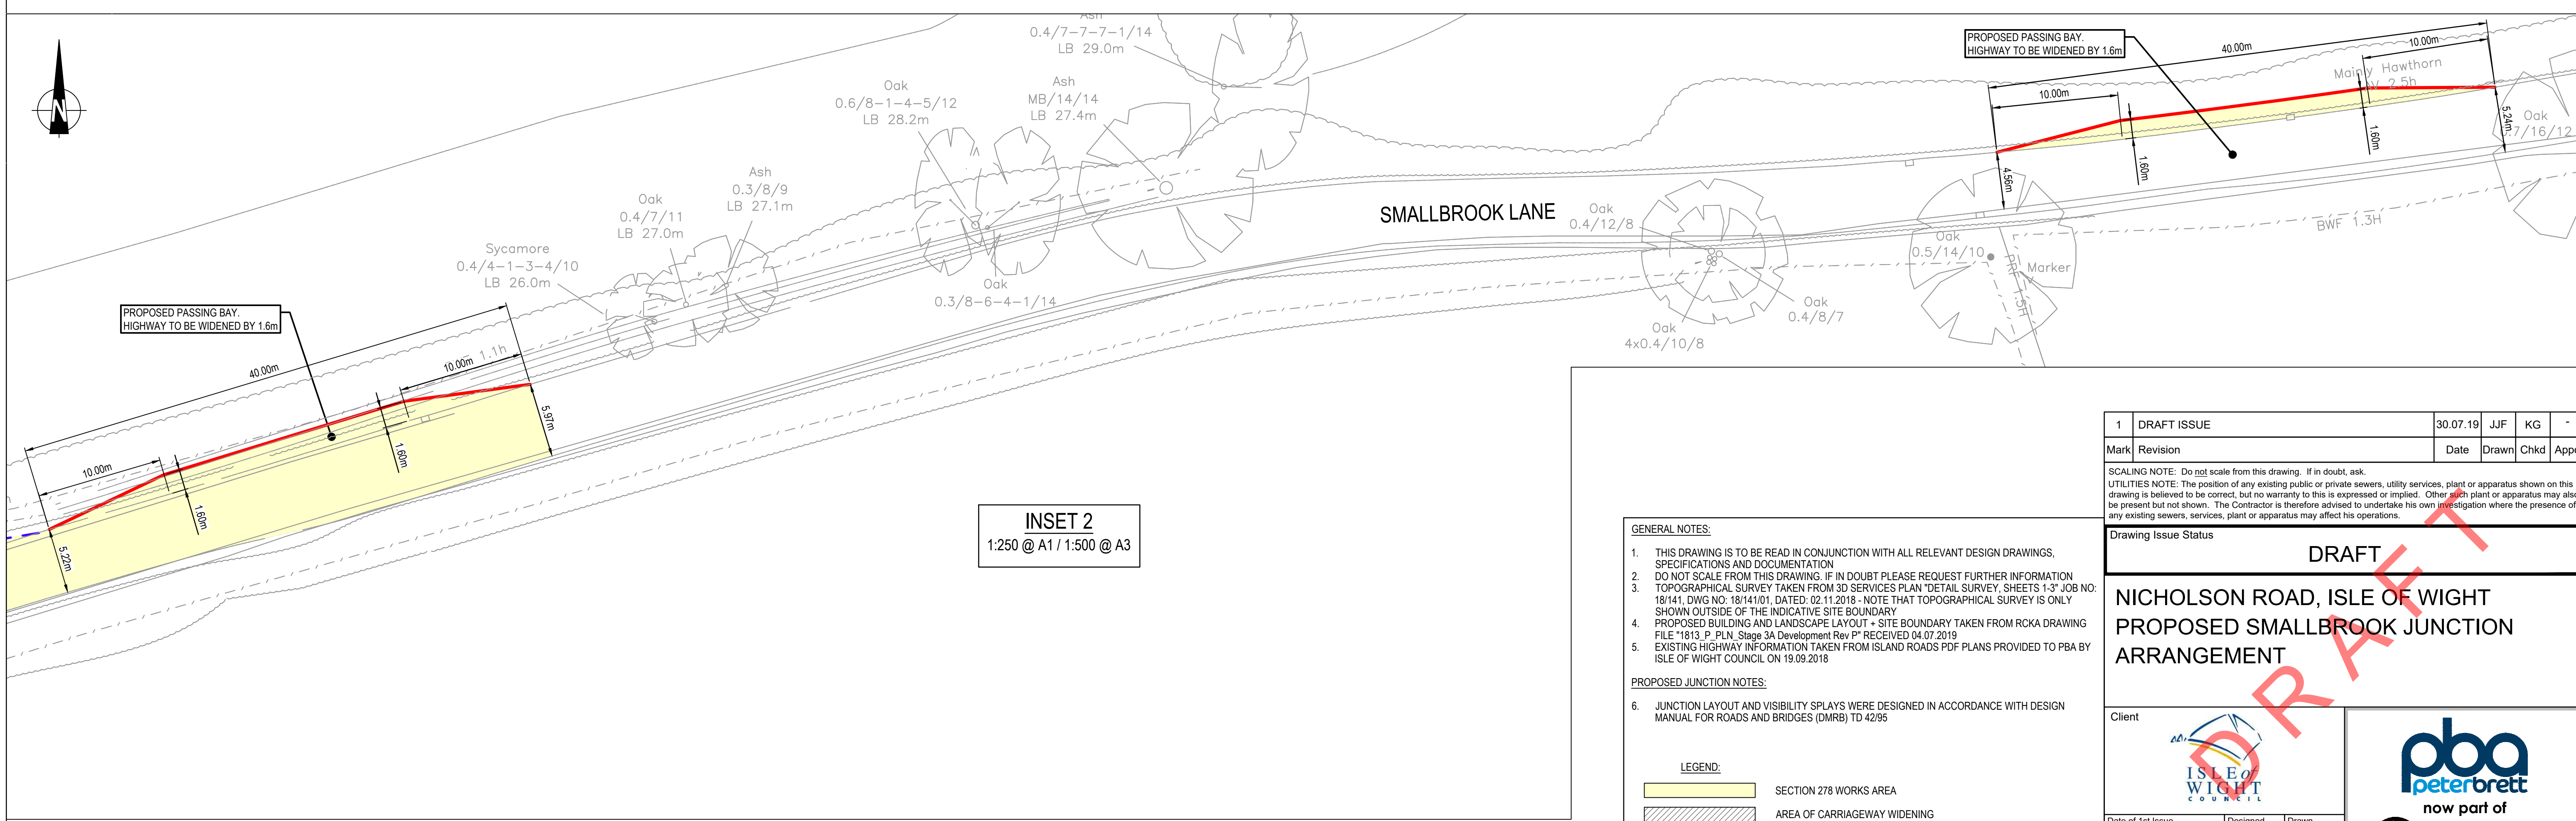 Ash
0.4/7-7-7-1/14
LB 29.0m
Oak
0.6/8-1-4-5/12
LB 28.2m
Ash
MB/14/14
LB 27.4m
Ash
0.3/8/9
LB 27.1m
Oak
0.4/7/11
LB 27.0m
Sycamore
0.4/4-1-3-4/10
LB 26.0m
Oak
0.3/8-6-4-1/14
N
PROPOSED PASSING BAY.
HIGHWAY TO BE WIDENED BY 1.6m
40.00m
10.00m
10.00m
1.1h
1.60m
1.60m
5.22m
5.97m
SMALLBROOK LANE
Oak
0.4/12/8
Oak
0.4/8/7
Oak
4x0.4/10/8
Oak
0.5/14/10
Marker
BWF 1.3H
PROPOSED PASSING BAY.
HIGHWAY TO BE WIDENED BY 1.6m
40.00m
10.00m
10.00m
Mainly Hawthorn
2.5h
4.56m
1.60m
1.60m
5.24m
Oak
7/16/12
INSET 2
1:250 @ A1 / 1:500 @ A3
GENERAL NOTES:
1. THIS DRAWING IS TO BE READ IN CONJUNCTION WITH ALL RELEVANT DESIGN DRAWINGS,
SPECIFICATIONS AND DOCUMENTATION
2. DO NOT SCALE FROM THIS DRAWING. IF IN DOUBT PLEASE REQUEST FURTHER INFORMATION
3. TOPOGRAPHICAL SURVEY TAKEN FROM 3D SERVICES PLAN "DETAIL SURVEY, SHEETS 1-3" JOB NO:
18/141, DWG NO: 18/141/01, DATED: 02.11.2018 - NOTE THAT TOPOGRAPHICAL SURVEY IS ONLY
SHOWN OUTSIDE OF THE INDICATIVE SITE BOUNDARY
4. PROPOSED BUILDING AND LANDSCAPE LAYOUT + SITE BOUNDARY TAKEN FROM RCKA DRAWING
FILE "1813_P_PLN_Stage 3A Development Rev P" RECEIVED 04.07.2019
5. EXISTING HIGHWAY INFORMATION TAKEN FROM ISLAND ROADS PDF PLANS PROVIDED TO PBA BY
ISLE OF WIGHT COUNCIL ON 19.09.2018
PROPOSED JUNCTION NOTES:
6. JUNCTION LAYOUT AND VISIBILITY SPLAYS WERE DESIGNED IN ACCORDANCE WITH DESIGN
MANUAL FOR ROADS AND BRIDGES (DMRB) TD 42/95
LEGEND:
SECTION 278 WORKS AREA
AREA OF CARRIAGEWAY WIDENING
1 DRAFT ISSUE 30.07.19 JJF KG -
Mark Revision Date Drawn Chkd Appd
SCALING NOTE: Do not scale from this drawing. If in doubt, ask.
UTILITIES NOTE: The position of any existing public or private sewers, utility services, plant or apparatus shown on this
drawing is believed to be correct, but no warranty to this is expressed or implied. Other such plant or apparatus may also
be present but not shown. The Contractor is therefore advised to undertake his own investigation where the presence of
any existing sewers, services, plant or apparatus may affect his operations.
Drawing Issue Status
DRAFT
NICHOLSON ROAD, ISLE OF WIGHT
PROPOSED SMALLBROOK JUNCTION
ARRANGEMENT
DRAFT
Client
ISLE of
WIGHT
COUNCIL
pba
peterbrett
now part of
Date of 1st Issue Designed Drawn